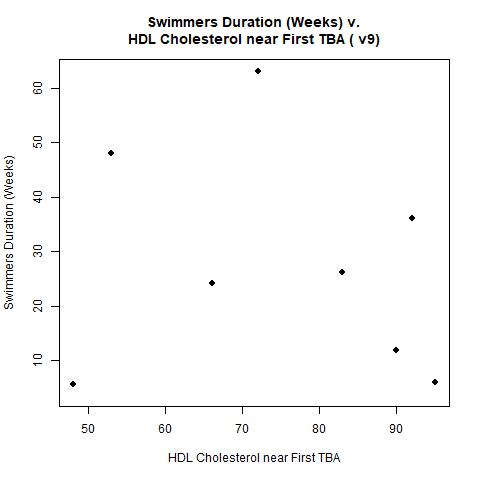 Swimmers Duration (Weeks) v.
HDL Cholesterol near First TBA ( v9)
Swimmers Duration (Weeks)
60
50
40
30
20
10
50 60 70 80 90
HDL Cholesterol near First TBA